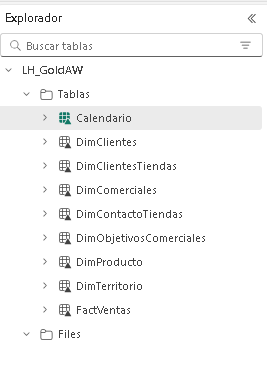 Explorador
Buscar tablas
LH_GoldAW
Tablas
Calendario
DimClientes
DimClientesTiendas
DimComerciales
DimContactoTiendas
DimObjetivosComerciales
DimProducto
DimTerritorio
FactVentas
Files